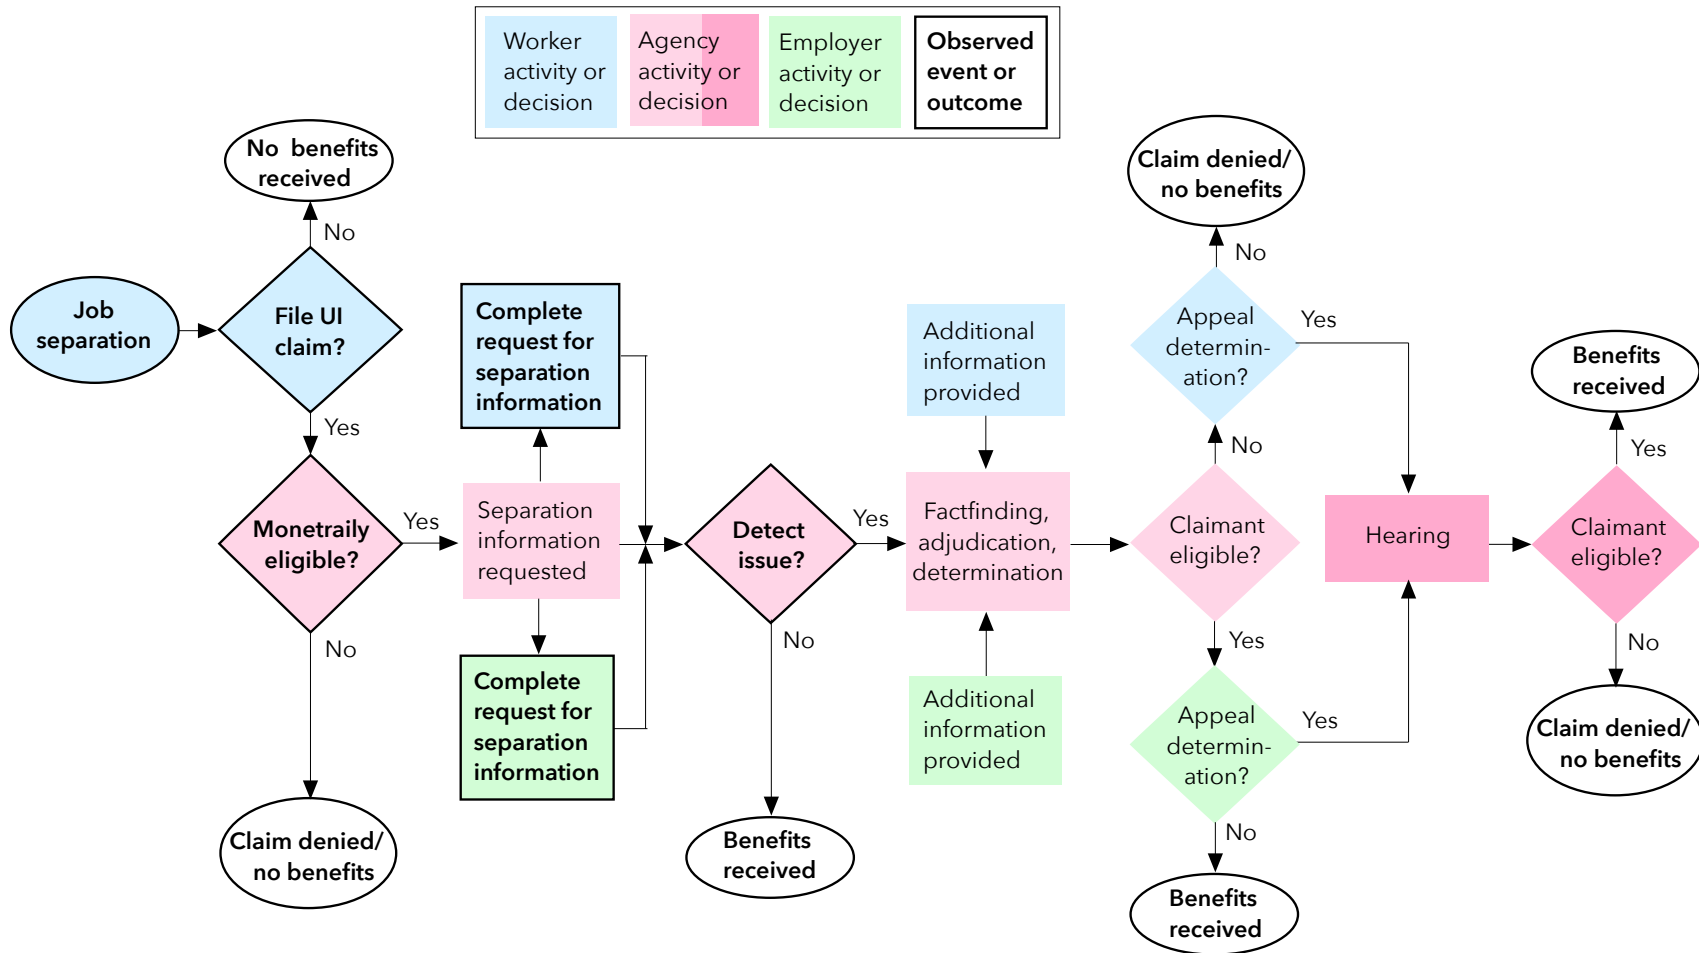 Worker
activity or
decision
Agency
activity or
decision
Employer
activity or
decision
Observed
event or
outcome
No benefits
received
No
Job
separation
File UI
claim?
Yes
Monetraily
eligible?
Yes
No
Claim denied/
no benefits
Complete
request for
separation
information
Separation
information
requested
Complete
request for
separation
information
Detect
issue?
Yes
No
Benefits
received
Additional
information
provided
Factfinding,
adjudication,
determination
Additional
information
provided
Claim denied/
no benefits
No
Appeal
determin-
ation?
Yes
No
Claimant
eligible?
Yes
Appeal
determin-
ation?
Yes
No
Benefits
received
Hearing
Benefits
received
Yes
Claimant
eligible?
No
Claim denied/
no benefits